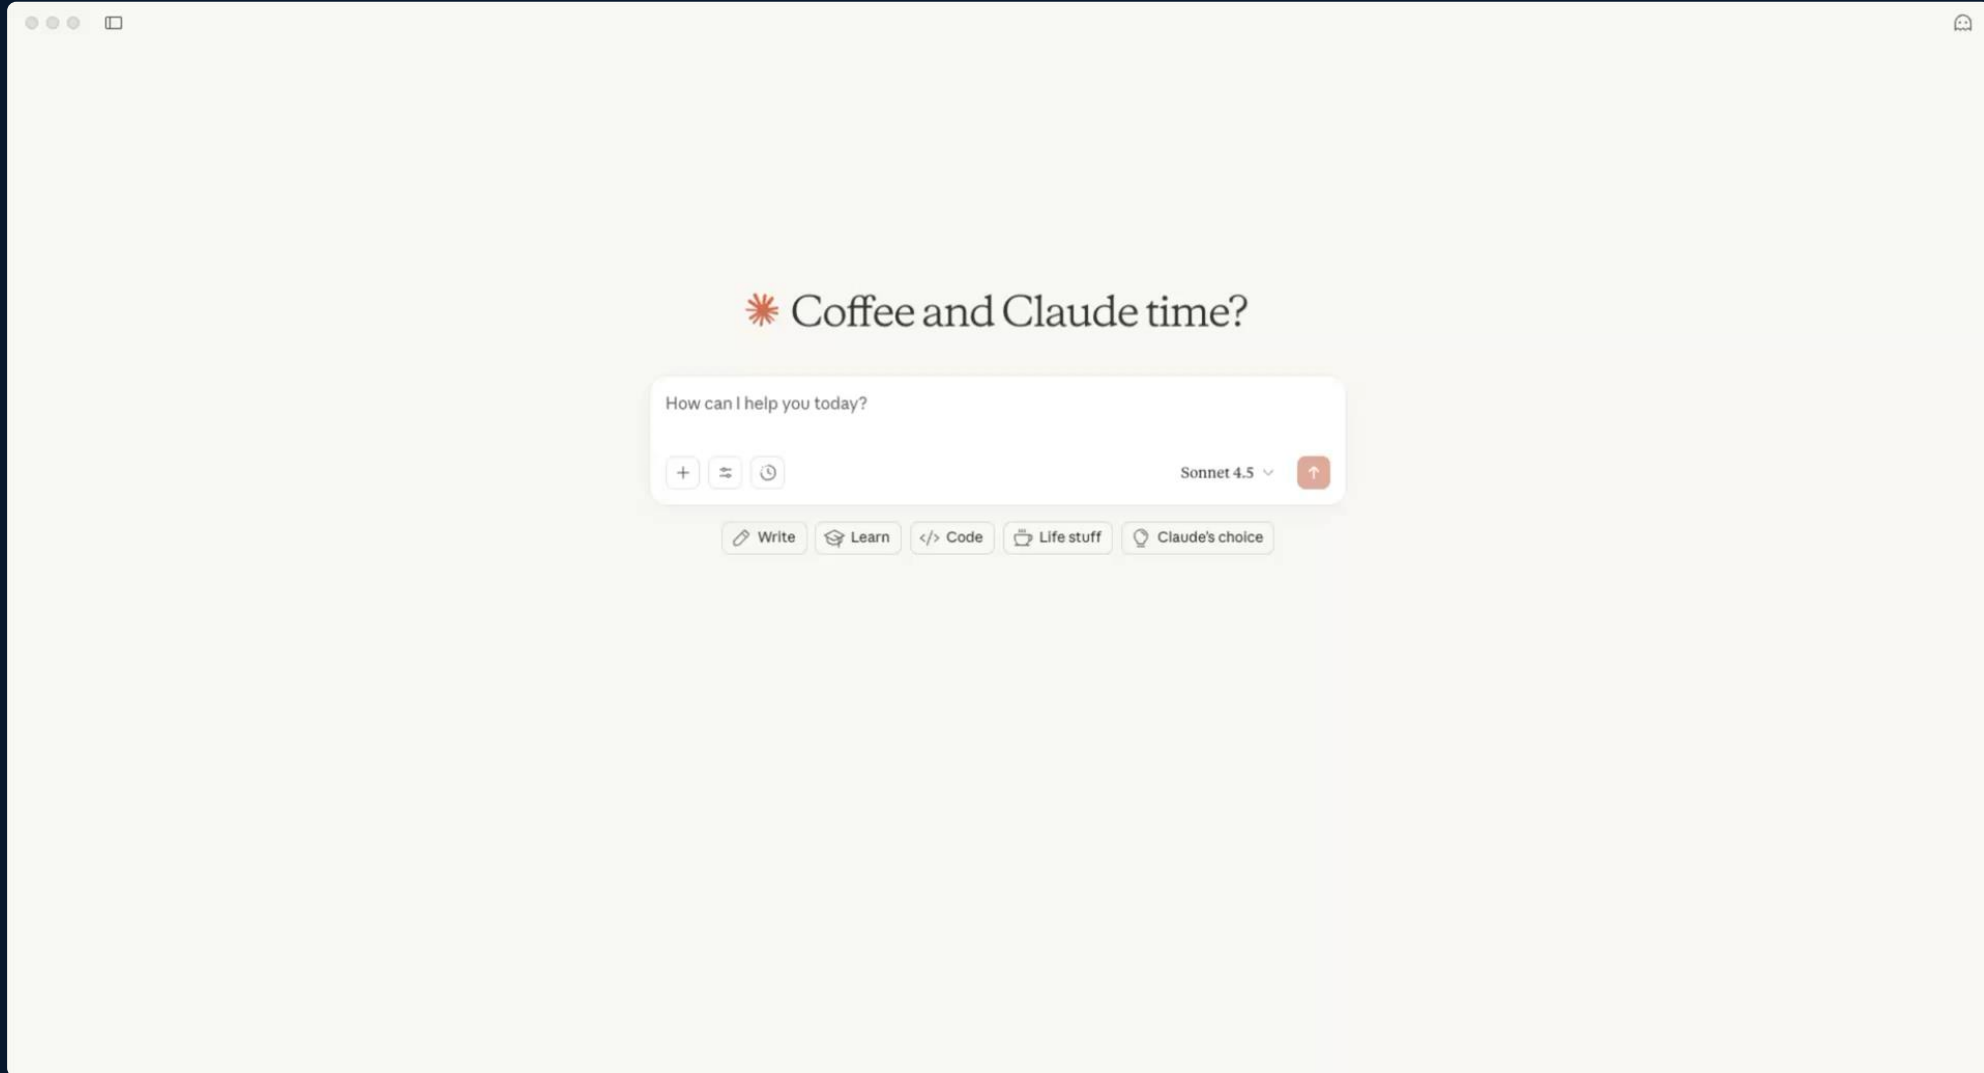 Coffee and Claude time?
How can I help you today?
Sonnet 4.5
Write Learn </> Code Life stuff Claude's choice